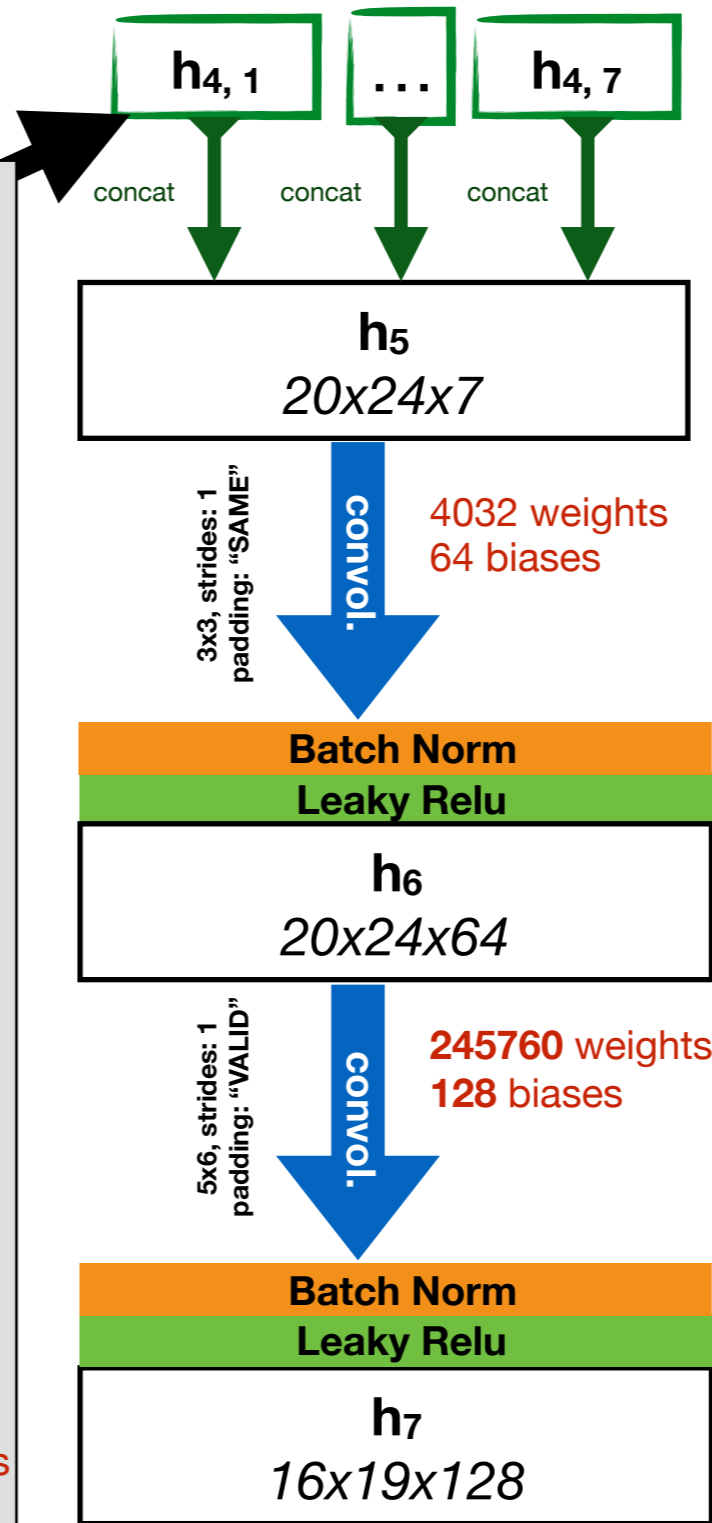 h4, 1
...
h4, 7
concat
concat
concat
h5
20x24x7
3x3, strides: 1
padding: “SAME”
convol.
4032 weights
64 biases
Batch Norm
Leaky Relu
h6
20x24x64
5x6, strides: 1
padding: “VALID”
convol.
245760 weights
128 biases
Batch Norm
Leaky Relu
h7
16x19x128
s